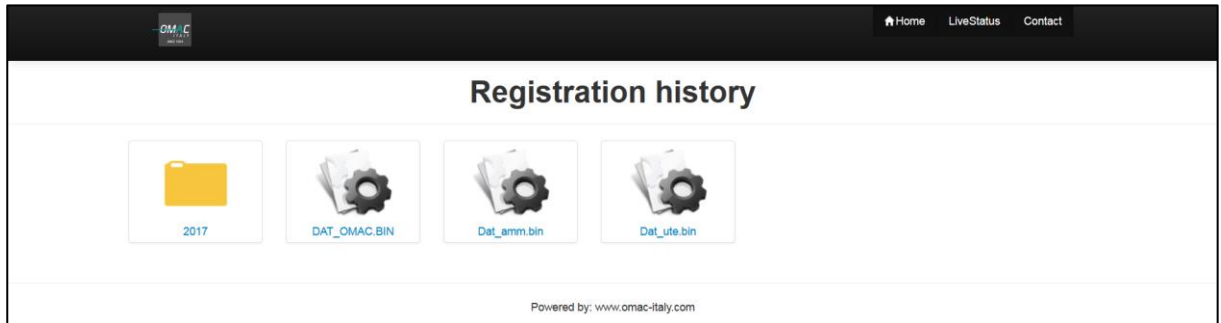 OMAC
ITALY
Home LiveStatus Contact
Registration history
2017 DAT_OMAC.BIN Dat_amm.bin Dat_ute.bin
Powered by: www.omac-italy.com